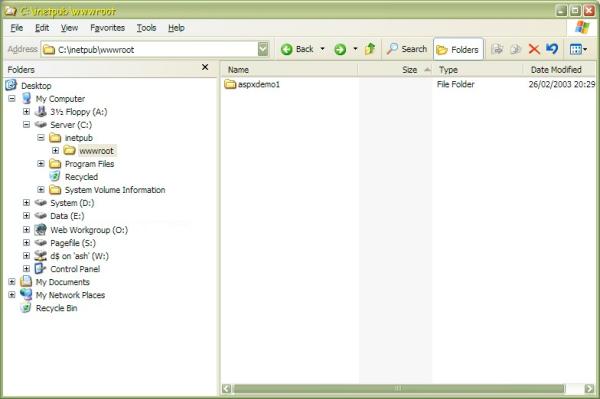 C:\inetpub\wwwroot
File Edit View Favorites Tools Help
Address C:\inetpub\wwwroot Back Search Folders
Folders
Name Size Type Date Modified
Desktop
aspxdemo1 File Folder 26/02/2003 20:29
My Computer
3½ Floppy (A:)
Server (C:)
inetpub
wwwroot
Program Files
Recycled
System Volume Information
System (D:)
Data (E:)
Web Workgroup (O:)
Pagefile (S:)
d$ on 'ash' (W:)
Control Panel
My Documents
My Network Places
Recycle Bin